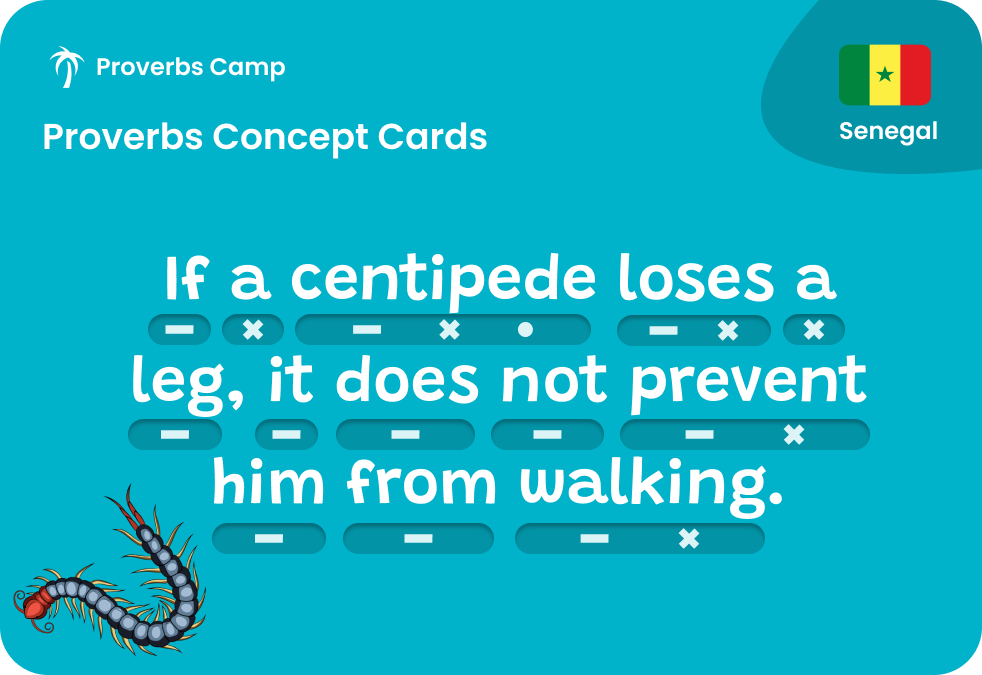 Proverbs Camp
Proverbs Concept Cards
Senegal
If a centipede loses a
leg, it does not prevent
him from walking.